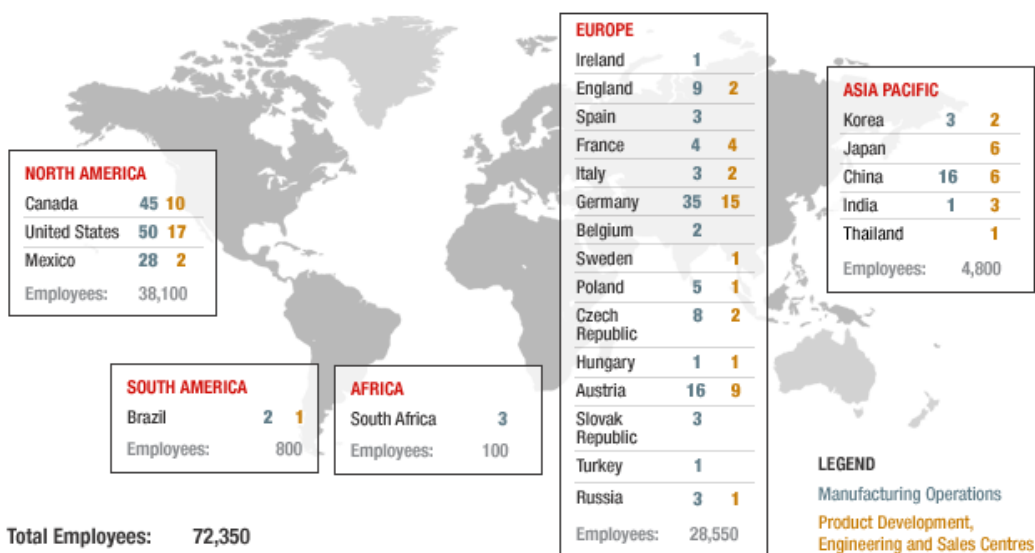 NORTH AMERICA
Canada 45 10
United States 50 17
Mexico 28 2
Employees: 38,100
SOUTH AMERICA
Brazil 2 1
Employees: 800
AFRICA
South Africa 3
Employees: 100
EUROPE
Ireland 1
England 9 2
Spain 3
France 4 4
Italy 3 2
Germany 35 15
Belgium 2
Sweden 1
Poland 5 1
Czech 8 2
Republic
Hungary 1 1
Austria 16 9
Slovak 3
Republic
Turkey 1
Russia 3 1
Employees: 28,550
ASIA PACIFIC
Korea 3 2
Japan 6
China 16 6
India 1 3
Thailand 1
Employees: 4,800
LEGEND
Manufacturing Operations
Product Development,
Engineering and Sales Centres
Total Employees: 72,350